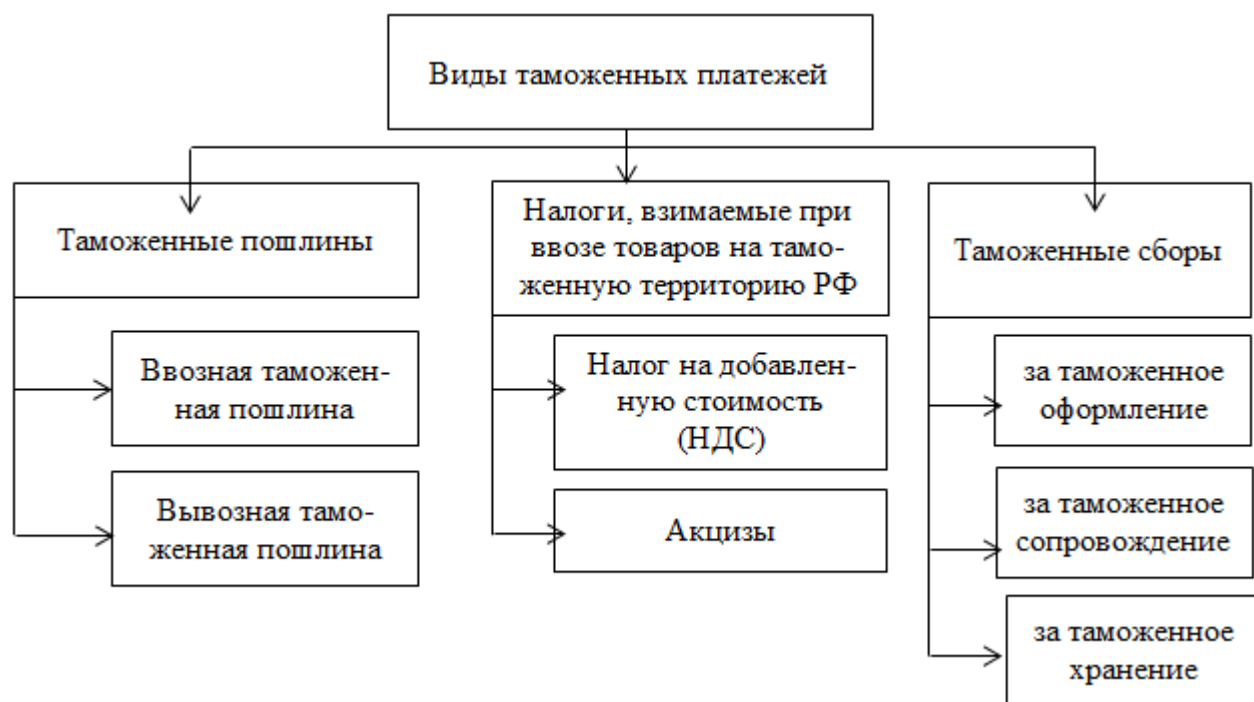 Виды таможенных платежей
Таможенные пошлины
Ввозная таможен-
ная пошлина
Вывозная тамо-
женная пошлина
Налоги, взимаемые при
ввозе товаров на тамо-
женную территорию РФ
Налог на добавлен-
ную стоимость
(НДС)
Акцизы
Таможенные сборы
за таможенное
оформление
за таможенное
сопровождение
за таможенное
хранение